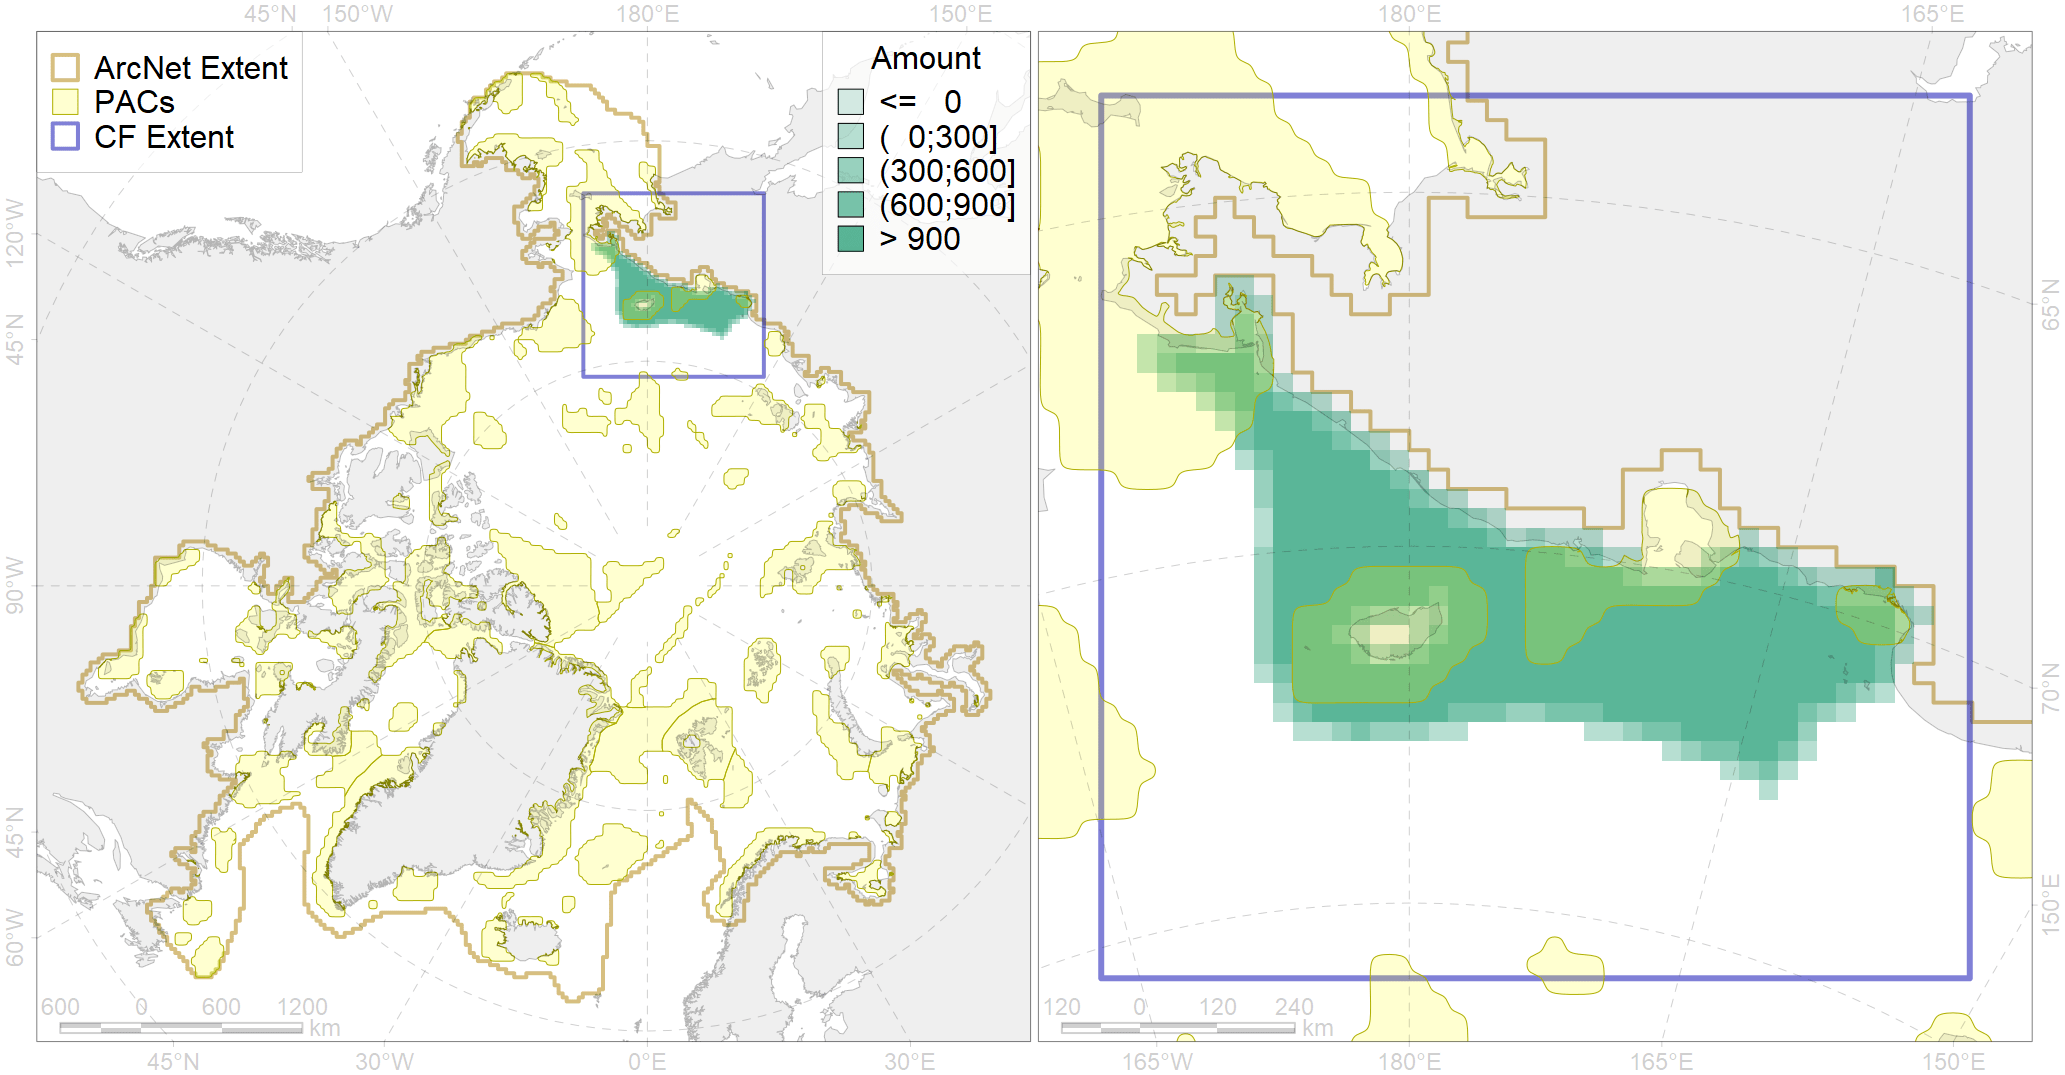 45°N 150°W 180°E 150°E 180°E 165°E
ArcNet Extent
PACs
CF Extent
Amount
<= 0
( 0;300]
(300;600]
(600;900]
> 900
120°W
45°N
90°W
45°N
60°W
65°N
70°N
150°E
600 0 600 1200
km
120 0 120 240
km
45°N 30°W 0°E 30°E 165°W 180°E 165°E 150°E